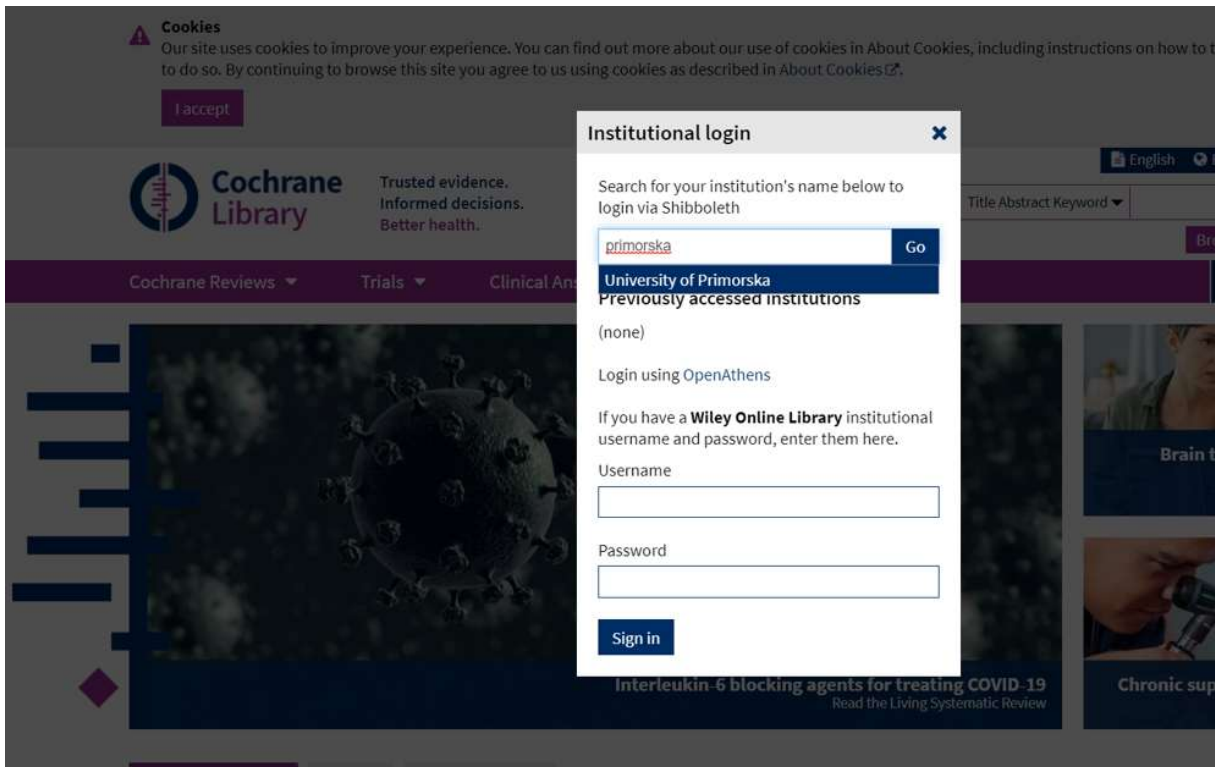 Cookies
Our site uses cookies to improve your experience. You can find out more about our use of cookies in About Cookies, including instructions on how to t
to do so. By continuing to browse this site you agree to us using cookies as described in About Cookies.
I accept
Institutional login
English
Cochrane
Library
Trusted evidence.
Informed decisions.
Better health.
Search for your institution's name below to
login via Shibboleth
Title Abstract Keyword
primorska
Go
Bro
Cochrane Reviews
Trials
Clinical Ans
University of Primorska
Previously accessed institutions
(none)
Login using OpenAthens
If you have a Wiley Online Library institutional
username and password, enter them here.
Username
Brain t
Password
Sign in
Interleukin-6 blocking agents for treating COVID-19
Read the Living Systematic Review
Chronic sup